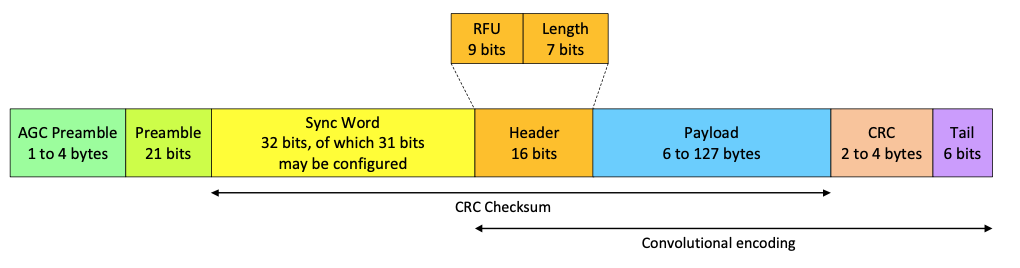 RFU
9 bits
Length
7 bits
AGC Preamble
1 to 4 bytes
Preamble
21 bits
Sync Word
32 bits, of which 31 bits
may be configured
Header
16 bits
Payload
6 to 127 bytes
CRC
2 to 4 bytes
Tail
6 bits
CRC Checksum
Convolutional encoding